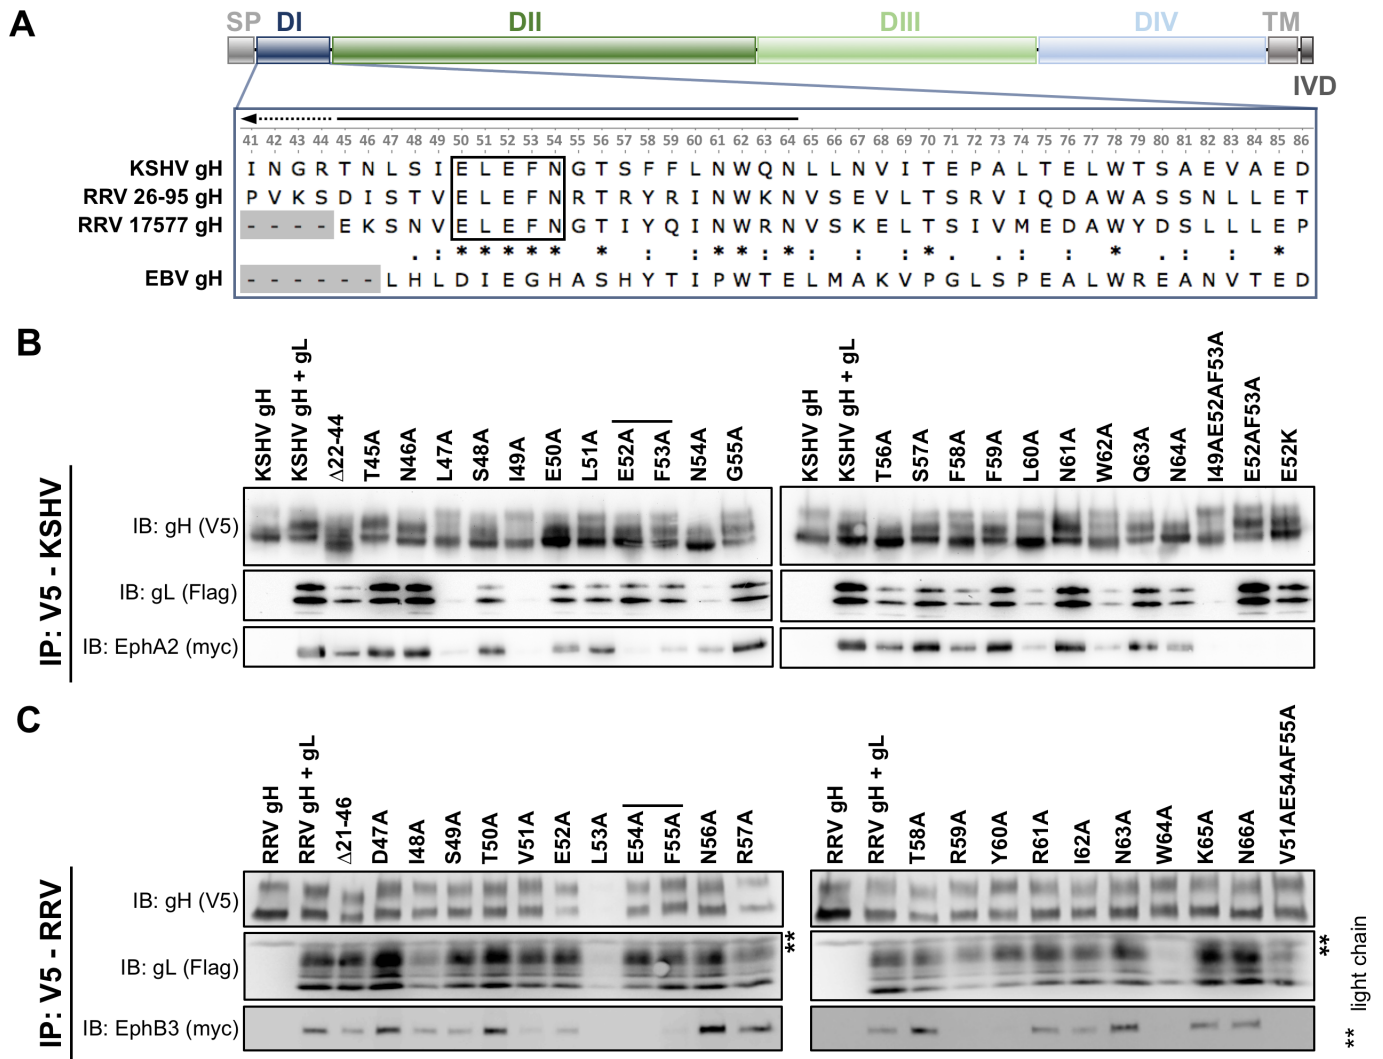 A
SP DI DII DIII DIV TM
IVD
41 42 43 44 45 46 47 48 49 50 51 52 53 54 55 56 57 58 59 60 61 62 63 64 65 66 67 68 69 70 71 72 73 74 75 76 77 78 79 80 81 82 83 84 85 86
KSHV gH I N G R T N L S I E L E F N G T S F F L N W Q N L L N V I T E P A L T E L W T S A E V A E D
RRV 26-95 gH P V K S D I S T V E L E F N R T R Y R I N W K N V S E V L T S R V I Q D A W A S S N L L E T
RRV 17577 gH - - - - E K S N V E L E F N G T I Y Q I N W R N V S K E L T S I V M E D A W Y D S L L L E P
. : * * * * * * : : * * : * : : * . . : : * . : : *
EBV gH - - - - - - L H L D I E G H A S H Y T I P W T E L M A K V P G L S P E A L W R E A N V T E D
B
KSHV gH
KSHV gH + gL
Δ22-44
T45A
N46A
L47A
S48A
I49A
E50A
L51A
E52A
F53A
N54A
G55A
KSHV gH
KSHV gH + gL
T56A
S57A
F58A
F59A
L60A
N61A
W62A
Q63A
N64A
I49AE52AF53A
E52AF53A
E52K
IP: V5 - KSHV
IB: gH (V5)
IB: gL (Flag)
IB: EphA2 (myc)
C
RRV gH
RRV gH + gL
Δ21-46
D47A
I48A
S49A
T50A
V51A
E52A
L53A
E54A
F55A
N56A
R57A
RRV gH
RRV gH + gL
T58A
R59A
Y60A
R61A
I62A
N63A
W64A
K65A
N66A
V51AE54AF55A
IP: V5 - RRV
IB: gH (V5)
IB: gL (Flag)
**
**
IB: EphB3 (myc)
** light chain